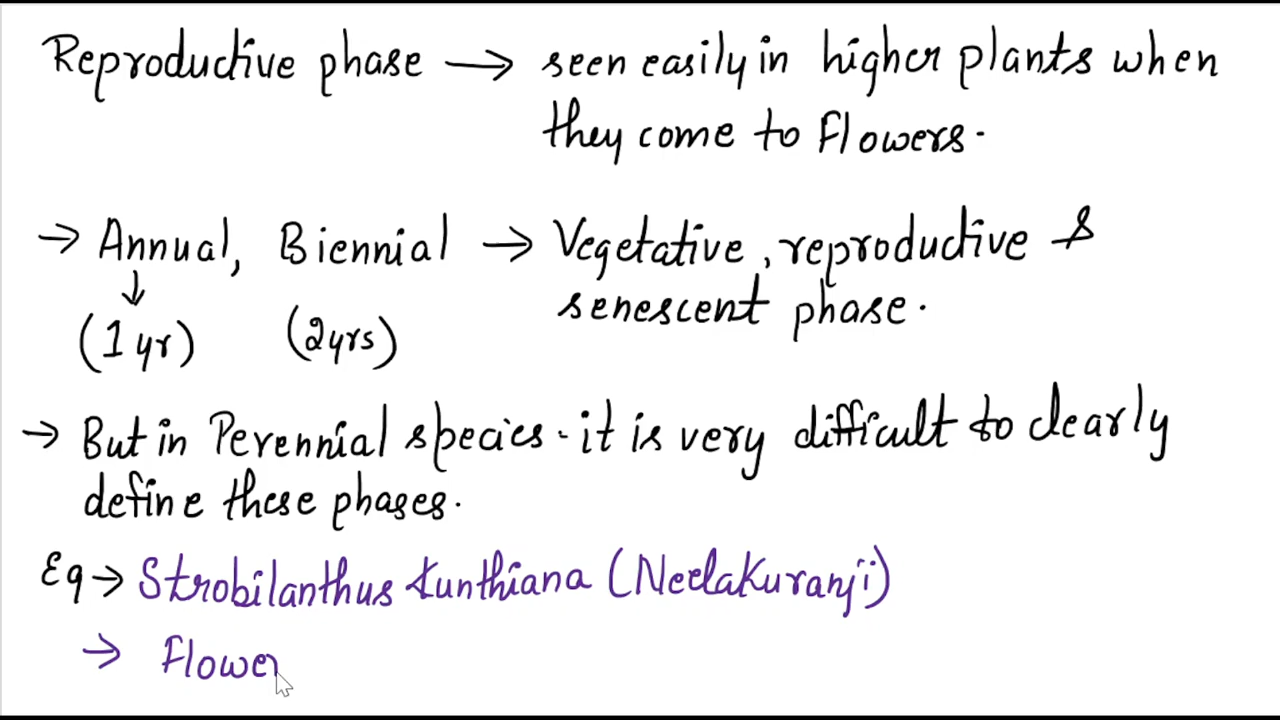 Reproductive phase → seen easily in higher plants when
they come to flowers.
→ Annual, Biennial → Vegetative, reproductive &
↓ senescent phase.
(1 yr) (2yrs)
→ But in Perennial species - it is very difficult to clearly
define these phases.
Eg → Strobilanthus kunthiana (Neelakuranji)
→ Flower